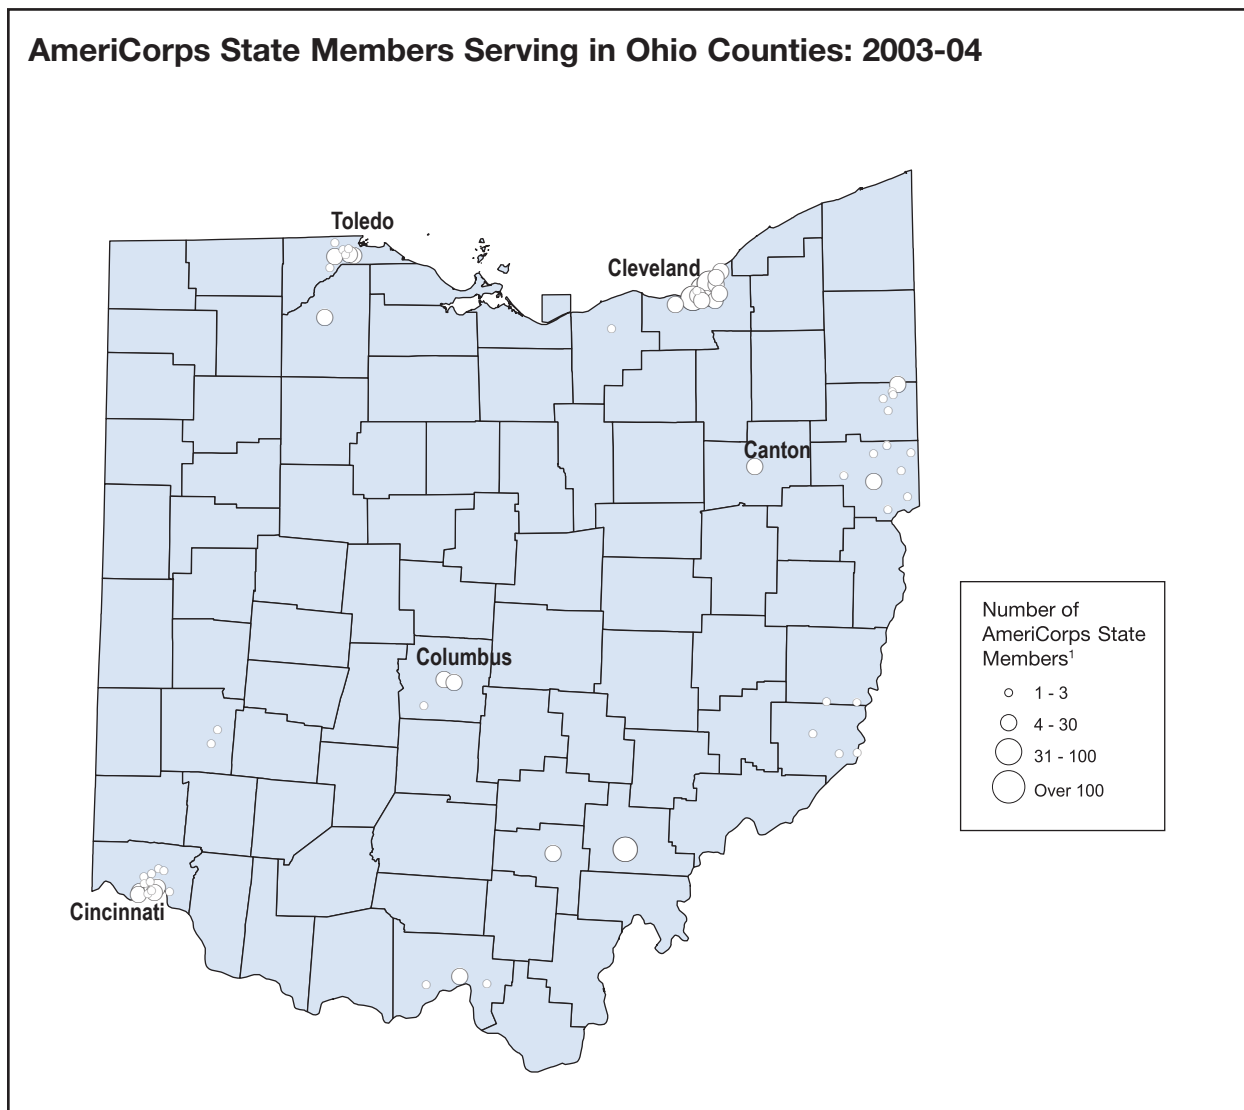 AmeriCorps State Members Serving in Ohio Counties: 2003-04
Toledo
Cleveland
Canton
Columbus
Cincinnati
Number of
AmeriCorps State
Members¹
1 - 3
4 - 30
31 - 100
Over 100